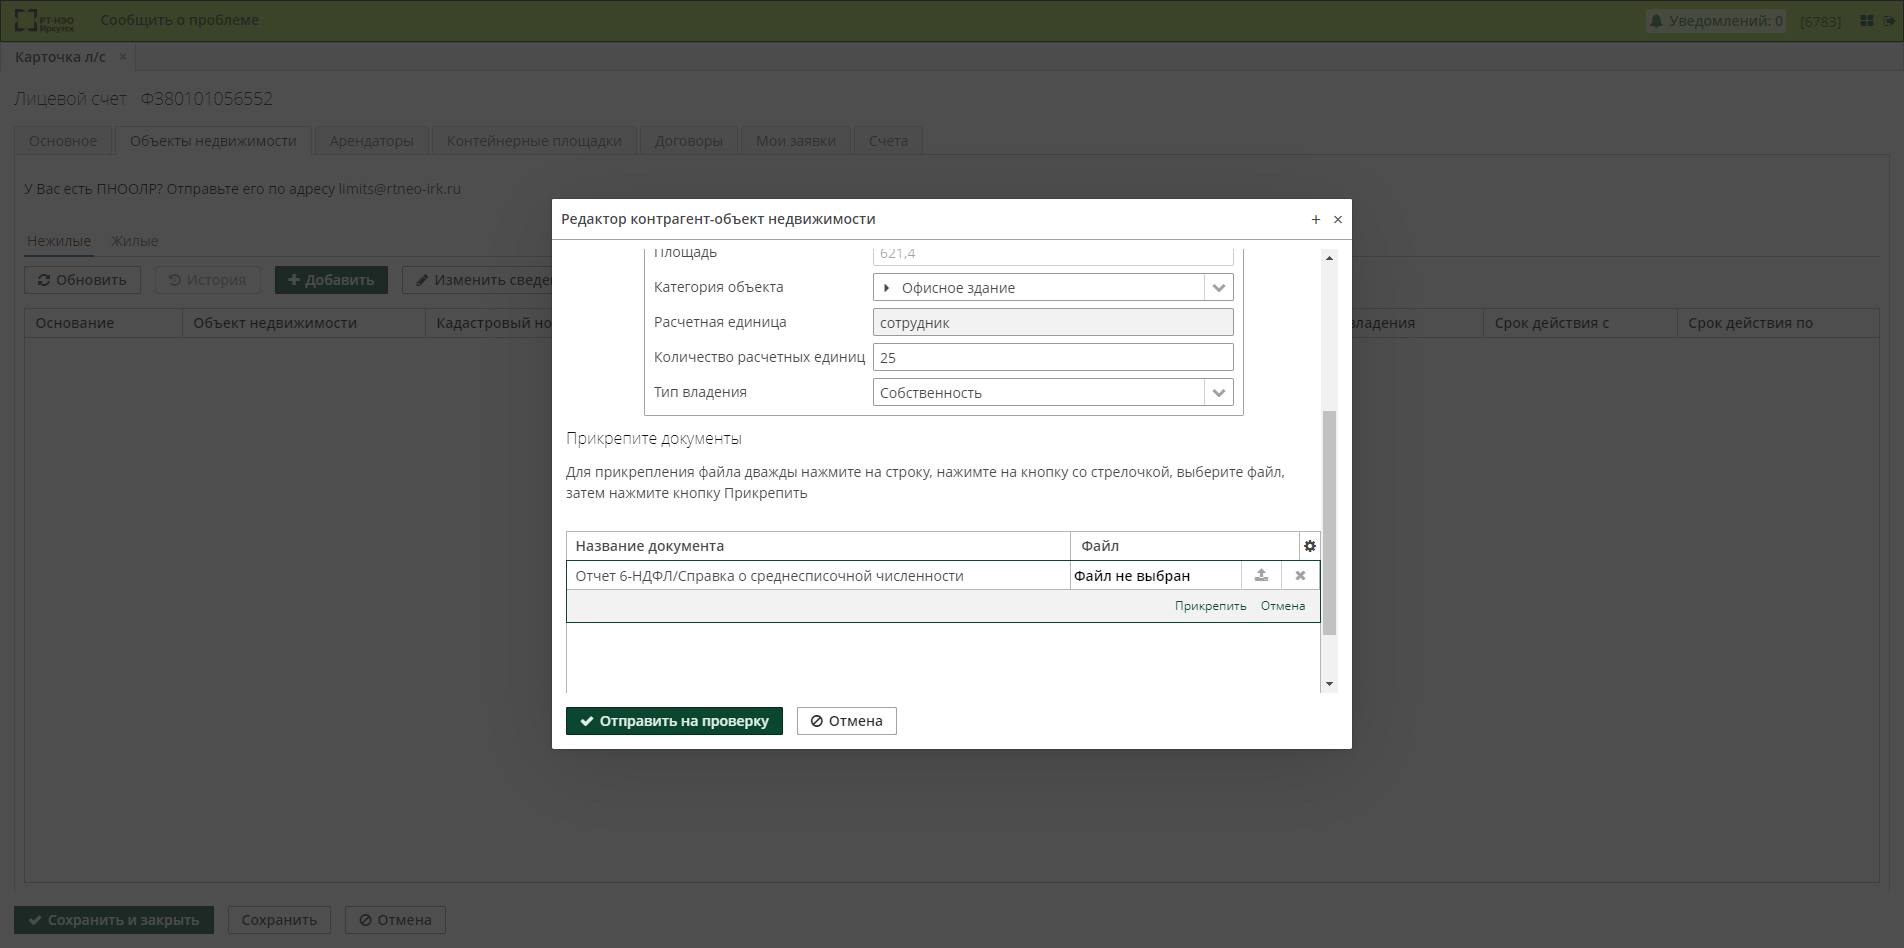 РТ-НЭО
Иркутск
Сообщить о проблеме
Уведомлений: 0
[6783]
Карточка л/с ×
Лицевой счет Ф380101056552
Основное
Объекты недвижимости
Арендаторы
Контейнерные площадки
Договоры
Мои заявки
Счета
У Вас есть ПНООЛР? Отправьте его по адресу limits@rtneo-irk.ru
Нежилые Жилые
Обновить
История
Добавить
Изменить сведе
Основание
Объект недвижимости
Кадастровый но
владения
Срок действия с
Срок действия по
Редактор контрагент-объект недвижимости + ×
Площадь 621,4
Категория объекта Офисное здание
Расчетная единица сотрудник
Количество расчетных единиц 25
Тип владения Собственность
Прикрепите документы
Для прикрепления файла дважды нажмите на строку, нажимте на кнопку со стрелочкой, выберите файл,
затем нажмите кнопку Прикрепить
Название документа Файл
Отчет 6-НДФЛ/Справка о среднесписочной численности Файл не выбран
Прикрепить Отмена
Отправить на проверку Отмена
Сохранить и закрыть Сохранить Отмена